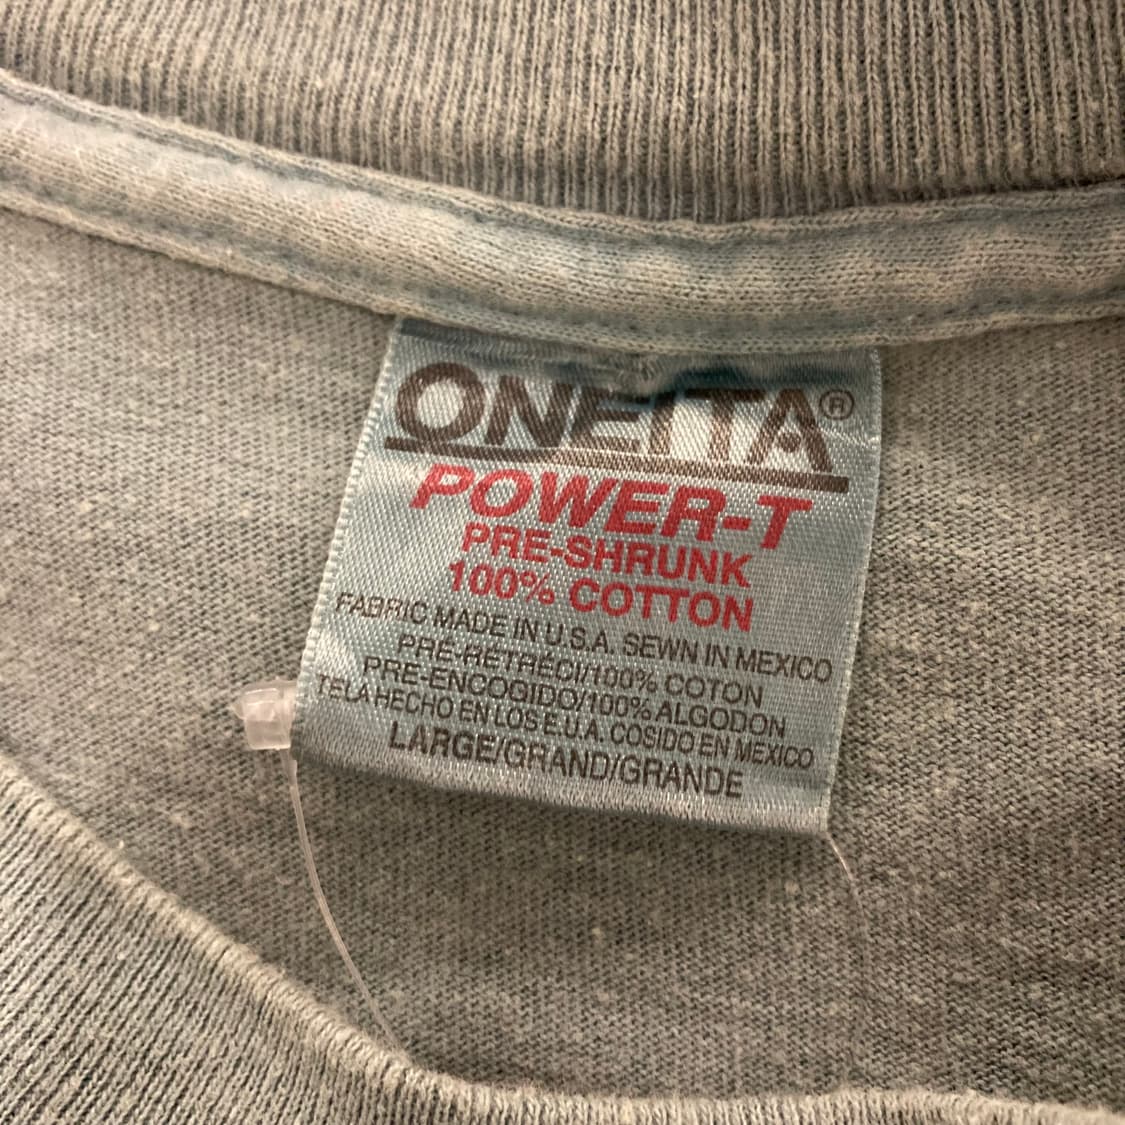 ONEITA®
POWER-T
PRE-SHRUNK
100% COTTON
FABRIC MADE IN U.S.A. SEWN IN MEXICO
PRÉ-RÉTRÉCI/100% COTON
PRE-ENCOGIDO/100% ALGODON
TELA HECHO EN LOS E.U.A. COSIDO EN MEXICO
LARGE/GRAND/GRANDE